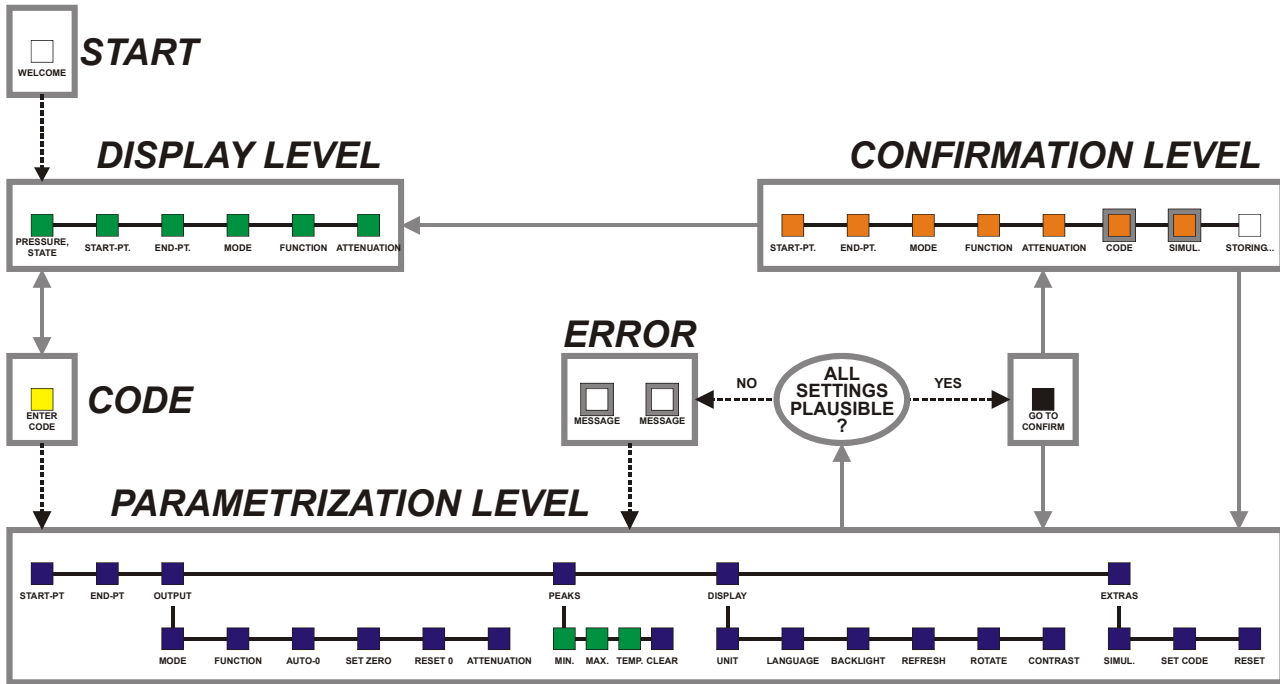 START
WELCOME
DISPLAY LEVEL
PRESSURE,
STATE
START-PT.
END-PT.
MODE
FUNCTION
ATTENUATION
CONFIRMATION LEVEL
START-PT.
END-PT.
MODE
FUNCTION
ATTENUATION
CODE
SIMUL.
STORING...
CODE
ENTER
CODE
ERROR
MESSAGE
MESSAGE
NO
ALL
SETTINGS
PLAUSIBLE
?
YES
GO TO
CONFIRM
PARAMETRIZATION LEVEL
START-PT
END-PT
OUTPUT
PEAKS
DISPLAY
EXTRAS
MODE
FUNCTION
AUTO-0
SET ZERO
RESET 0
ATTENUATION
MIN.
MAX.
TEMP.
CLEAR
UNIT
LANGUAGE
BACKLIGHT
REFRESH
ROTATE
CONTRAST
SIMUL.
SET CODE
RESET